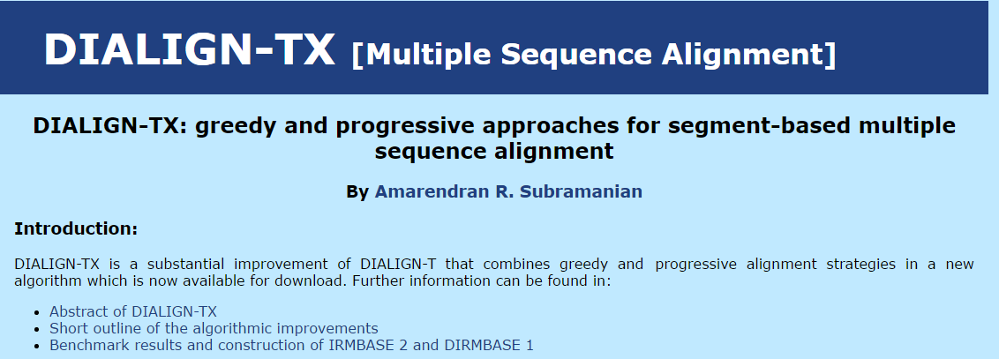 DIALIGN-TX [Multiple Sequence Alignment]
DIALIGN-TX: greedy and progressive approaches for segment-based multiple
sequence alignment
By Amarendran R. Subramanian
Introduction:
DIALIGN-TX is a substantial improvement of DIALIGN-T that combines greedy and progressive alignment strategies in a new
algorithm which is now available for download. Further information can be found in:
• Abstract of DIALIGN-TX
• Short outline of the algorithmic improvements
• Benchmark results and construction of IRMBASE 2 and DIRMBASE 1